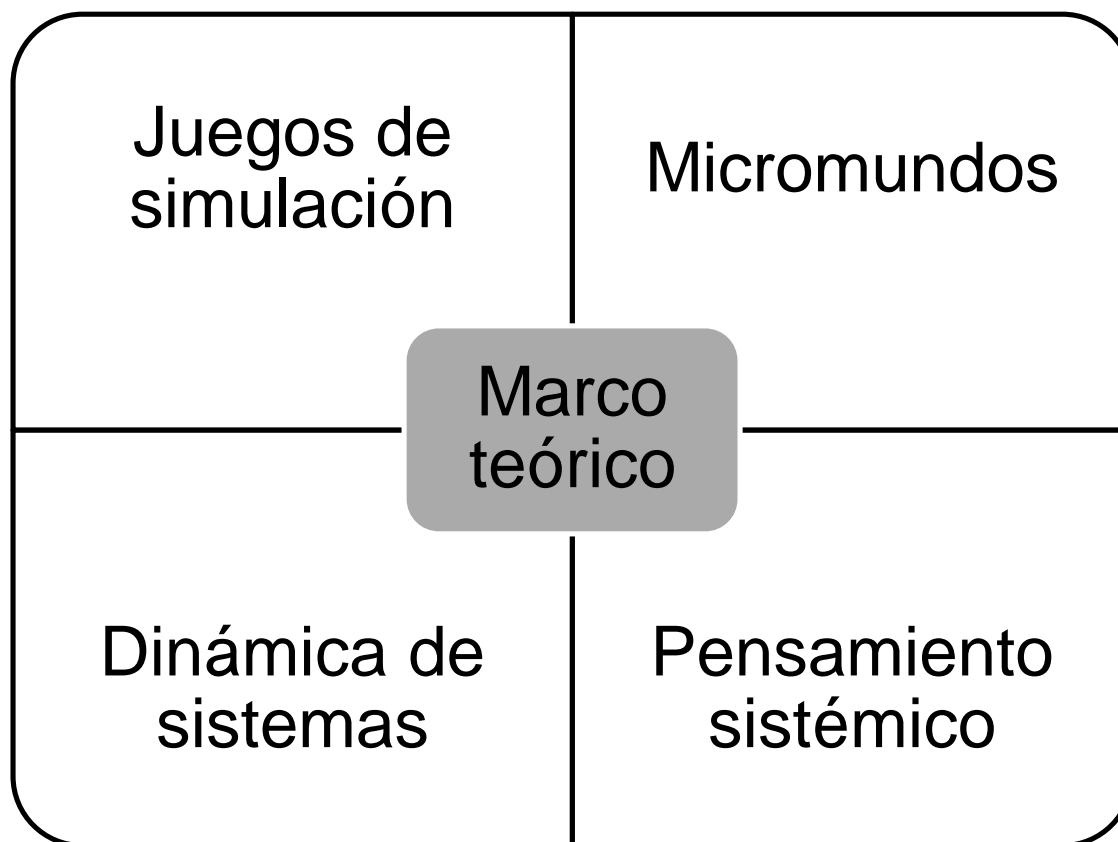 Juegos de
simulación
Micromundos
Marco
teórico
Dinámica de
sistemas
Pensamiento
sistémico